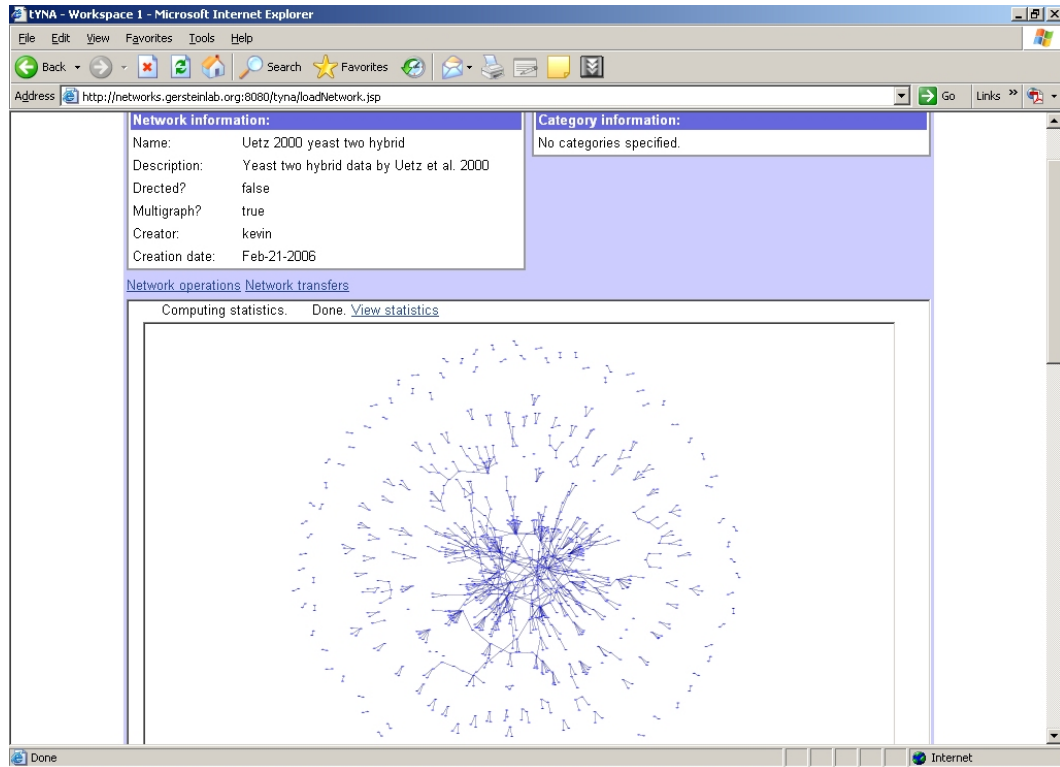 tYNA - Workspace 1 - Microsoft Internet Explorer
File Edit View Favorites Tools Help
Back Search Favorites
Address http://networks.gersteinlab.org:8080/tyna/loadNetwork.jsp Go Links »
Network information:
Name: Uetz 2000 yeast two hybrid
Description: Yeast two hybrid data by Uetz et al. 2000
Drected? false
Multigraph? true
Creator: kevin
Creation date: Feb-21-2006
Category information:
No categories specified.
Network operations Network transfers
Computing statistics. Done. View statistics
Done Internet